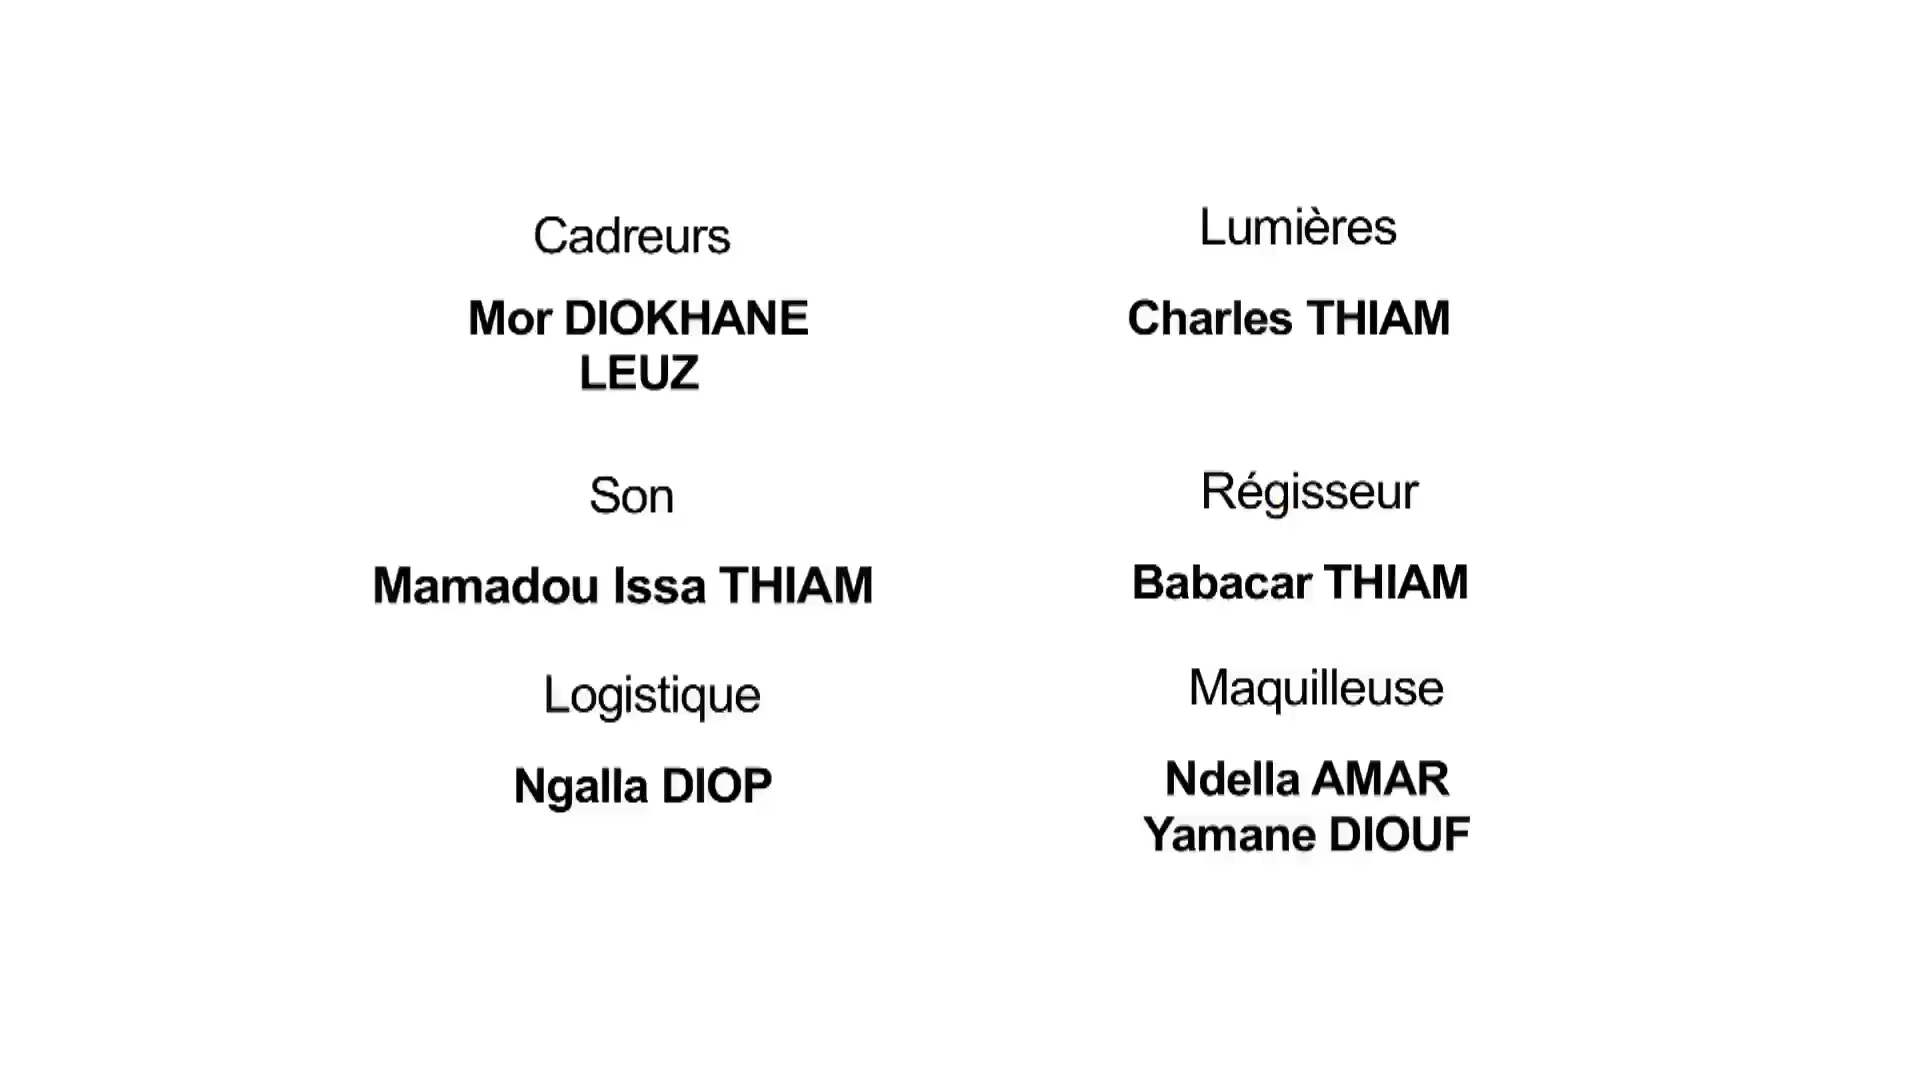 Cadreurs
Mor DIOKHANE
LEUZ
Lumières
Charles THIAM
Son
Mamadou Issa THIAM
Régisseur
Babacar THIAM
Logistique
Ngalla DIOP
Maquilleuse
Ndella AMAR
Yamane DIOUF